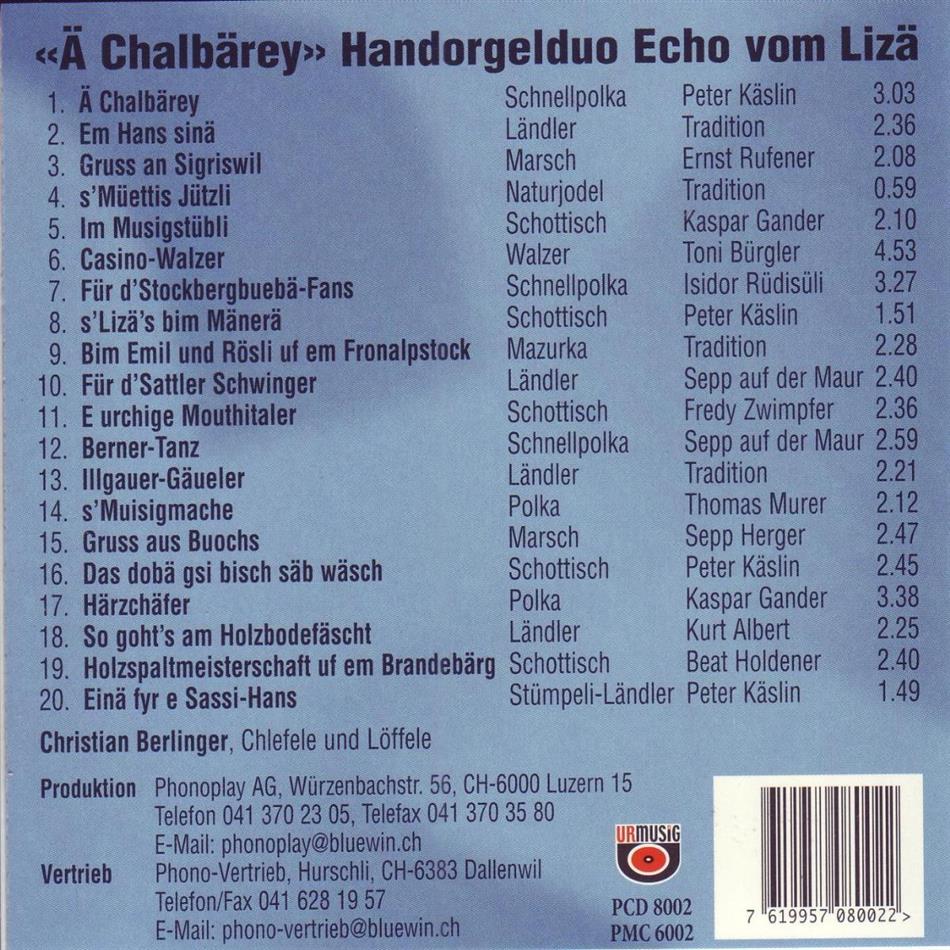 «Ä Chalbärey» Handorgelduo Echo vom Lizä
1. Ä Chalbärey Schnellpolka Peter Käslin 3.03
2. Em Hans sinä Ländler Tradition 2.36
3. Gruss an Sigriswil Marsch Ernst Rufener 2.08
4. s'Müettis Jützli Naturjodel Tradition 0.59
5. Im Musigstübli Schottisch Kaspar Gander 2.10
6. Casino-Walzer Walzer Toni Bürgler 4.53
7. Für d'Stockbergbuebä-Fans Schnellpolka Isidor Rüdisüli 3.27
8. s'Lizä's bim Mänerä Schottisch Peter Käslin 1.51
9. Bim Emil und Rösli uf em Fronalpstock Mazurka Tradition 2.28
10. Für d'Sattler Schwinger Ländler Sepp auf der Maur 2.40
11. E urchige Mouthitaler Schottisch Fredy Zwimpfer 2.36
12. Berner-Tanz Schnellpolka Sepp auf der Maur 2.59
13. Illgauer-Gäueler Ländler Tradition 2.21
14. s'Muisigmache Polka Thomas Murer 2.12
15. Gruss aus Buochs Marsch Sepp Herger 2.47
16. Das dobä gsi bisch säb wäsch Schottisch Peter Käslin 2.45
17. Härzchäfer Polka Kaspar Gander 3.38
18. So goht's am Holzbodefäscht Ländler Kurt Albert 2.25
19. Holzspaltmeisterschaft uf em Brandebärg Schottisch Beat Holdener 2.40
20. Einä fyr e Sassi-Hans Stümpeli-Ländler Peter Käslin 1.49
Christian Berlinger, Chlefele und Löffele
Produktion Phonoplay AG, Würzenbachstr. 56, CH-6000 Luzern 15
Telefon 041 370 23 05, Telefax 041 370 35 80
E-Mail: phonoplay@bluewin.ch
Vertrieb Phono-Vertrieb, Hurschli, CH-6383 Dallenwil
Telefon/Fax 041 628 19 57
E-Mail: phono-vertrieb@bluewin.ch
URMUSIG
PCD 8002
PMC 6002
7 619957 080022 >